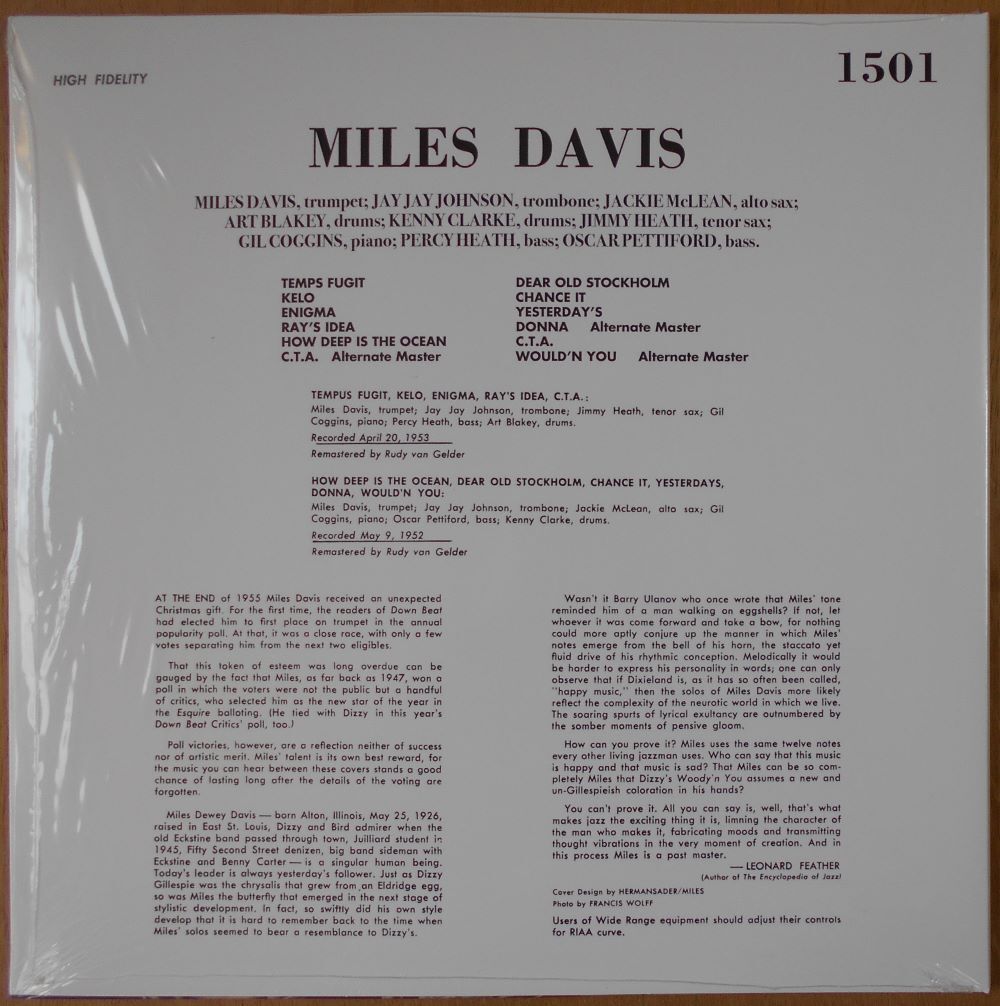 HIGH FIDELITY
1501
MILES DAVIS
MILES DAVIS, trumpet; JAY JAY JOHNSON, trombone; JACKIE McLEAN, alto sax;
ART BLAKEY, drums; KENNY CLARKE, drums; JIMMY HEATH, tenor sax;
GIL COGGINS, piano; PERCY HEATH, bass; OSCAR PETTIFORD, bass.
TEMPS FUGIT
KELO
ENIGMA
RAY'S IDEA
HOW DEEP IS THE OCEAN
C.T.A. Alternate Master
DEAR OLD STOCKHOLM
CHANCE IT
YESTERDAY'S
DONNA Alternate Master
C.T.A.
WOULD'N YOU Alternate Master
TEMPUS FUGIT, KELO, ENIGMA, RAY'S IDEA, C.T.A.:
Miles Davis, trumpet; Jay Jay Johnson, trombone; Jimmy Heath, tenor sax; Gil
Coggins, piano; Percy Heath, bass; Art Blakey, drums.
Recorded April 20, 1953
Remastered by Rudy van Gelder
HOW DEEP IS THE OCEAN, DEAR OLD STOCKHOLM, CHANCE IT, YESTERDAYS,
DONNA, WOULD'N YOU:
Miles Davis, trumpet; Jay Jay Johnson, trombone; Jackie McLean, alto sax; Gil
Coggins, piano; Oscar Pettiford, bass; Kenny Clarke, drums.
Recorded May 9, 1952
Remastered by Rudy van Gelder
AT THE END of 1955 Miles Davis received an unexpected
Christmas gift. For the first time, the readers of Down Beat
had elected him to first place on trumpet in the annual
popularity poll. At that, it was a close race, with only a few
votes separating him from the next two eligibles.
That this token of esteem was long overdue can be
gauged by the fact that Miles, as far back as 1947, won a
poll in which the voters were not the public but a handful
of critics, who selected him as the new star of the year in
the Esquire balloting. (He tied with Dizzy in this year's
Down Beat Critics' poll, too.)
Poll victories, however, are a reflection neither of success
nor of artistic merit. Miles' talent is its own best reward, for
the music you can hear between these covers stands a good
chance of lasting long after the details of the voting are
forgotten.
Miles Dewey Davis — born Alton, Illinois, May 25, 1926,
raised in East St. Louis, Dizzy and Bird admirer when the
old Eckstine band passed through town, Juilliard student in
1945, Fifty Second Street denizen, big band sideman with
Eckstine and Benny Carter — is a singular human being.
Today's leader is always yesterday's follower. Just as Dizzy
Gillespie was the chrysalis that grew from an Eldridge egg,
so was Miles the butterfly that emerged in the next stage of
stylistic development. In fact, so swiftly did his own style
develop that it is hard to remember back to the time when
Miles' solos seemed to bear a resemblance to Dizzy's.
Wasn't it Barry Ulanov who once wrote that Miles' tone
reminded him of a man walking on eggshells? If not, let
whoever it was come forward and take a bow, for nothing
could more aptly conjure up the manner in which Miles'
notes emerge from the bell of his horn, the staccato yet
fluid drive of his rhythmic conception. Melodically it would
be harder to express his personality in words; one can only
observe that if Dixieland is, as it has so often been called,
"happy music," then the solos of Miles Davis more likely
reflect the complexity of the neurotic world in which we live.
The soaring spurts of lyrical exultancy are outnumbered by
the somber moments of pensive gloom.
How can you prove it? Miles uses the same twelve notes
every other living jazzman uses. Who can say that this music
is happy and that music is sad? That Miles can be so com-
pletely Miles that Dizzy's Woody'n You assumes a new and
un-Gillespieish coloration in his hands?
You can't prove it. All you can say is, well, that's what
makes jazz the exciting thing it is, limning the character of
the man who makes it, fabricating moods and transmitting
thought vibrations in the very moment of creation. And in
this process Miles is a past master.
— LEONARD FEATHER
(Author of The Encyclopedia of Jazz)
Cover Design by HERMANSADER/MILES
Photo by FRANCIS WOLFF
Users of Wide Range equipment should adjust their controls
for RIAA curve.